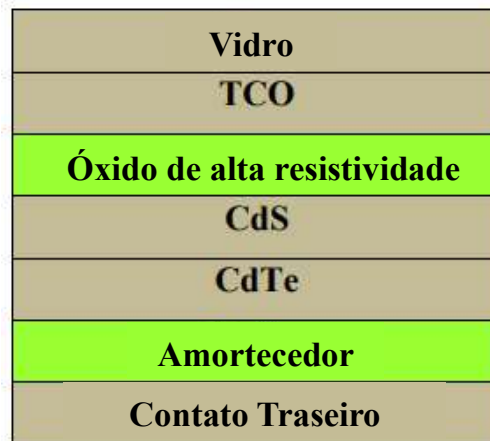 Vidro
TCO
Óxido de alta resistividade
CdS
CdTe
Amortecedor
Contato Traseiro